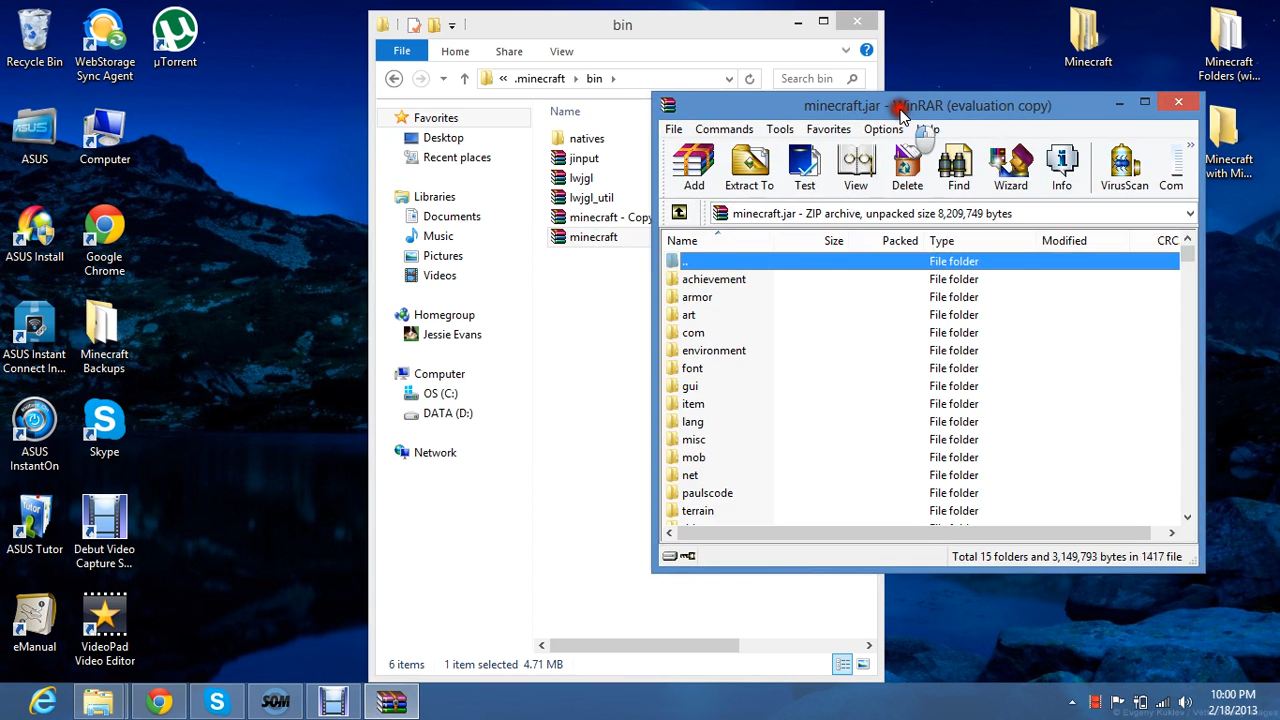 Recycle Bin
WebStorage
Sync Agent
µTorrent
ASUS
Computer
ASUS Install
Google
Chrome
ASUS Instant
Connect In...
Minecraft
Backups
ASUS
InstantOn
Skype
ASUS Tutor
Debut Video
Capture S...
eManual
VideoPad
Video Editor
Minecraft
Minecraft
Folders (wi...
Minecraft
with Mi...
bin
File Home Share View
« .minecraft bin
Search bin
Favorites
Desktop
Recent places
Libraries
Documents
Music
Pictures
Videos
Homegroup
Jessie Evans
Computer
OS (C:)
DATA (D:)
Network
Name
natives
jinput
lwjgl
lwjgl_util
minecraft - Copy
minecraft
6 items 1 item selected 4.71 MB
minecraft.jar - WinRAR (evaluation copy)
File Commands Tools Favorites Options
Add Extract To Test View Delete Find Wizard Info VirusScan Com
minecraft.jar - ZIP archive, unpacked size 8,209,749 bytes
Name Size Packed Type Modified CRC
.. File folder
achievement File folder
armor File folder
art File folder
com File folder
environment File folder
font File folder
gui File folder
item File folder
lang File folder
misc File folder
mob File folder
net File folder
paulscode File folder
terrain File folder
Total 15 folders and 3,149,793 bytes in 1417 file
SOM
10:00 PM
2/18/2013